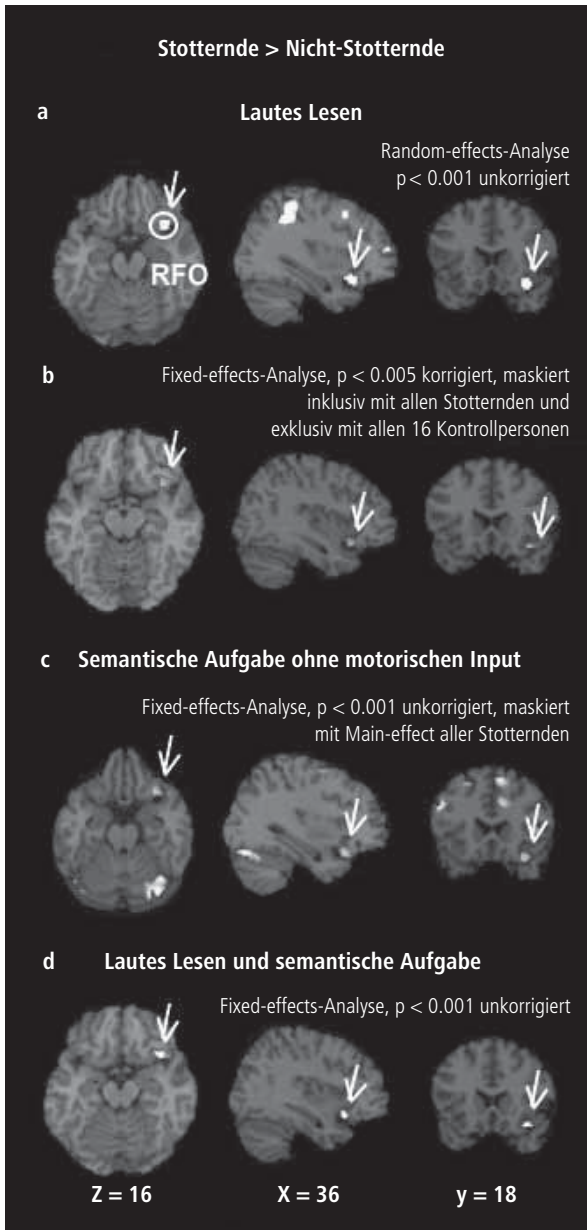 Stotternde > Nicht-Stotternde
a Lautes Lesen
Random-effects-Analyse
p < 0.001 unkorrigiert
RFO
b Fixed-effects-Analyse, p < 0.005 korrigiert, maskiert
inklusiv mit allen Stotternden und
exklusiv mit allen 16 Kontrollpersonen
c Semantische Aufgabe ohne motorischen Input
Fixed-effects-Analyse, p < 0.001 unkorrigiert, maskiert
mit Main-effect aller Stotternden
d Lautes Lesen und semantische Aufgabe
Fixed-effects-Analyse, p < 0.001 unkorrigiert
Z = 16 X = 36 y = 18